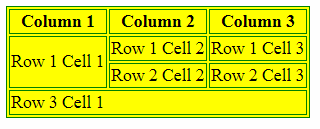 Column 1 Column 2 Column 3
Row 1 Cell 1 Row 1 Cell 2 Row 1 Cell 3
Row 2 Cell 2 Row 2 Cell 3
Row 3 Cell 1